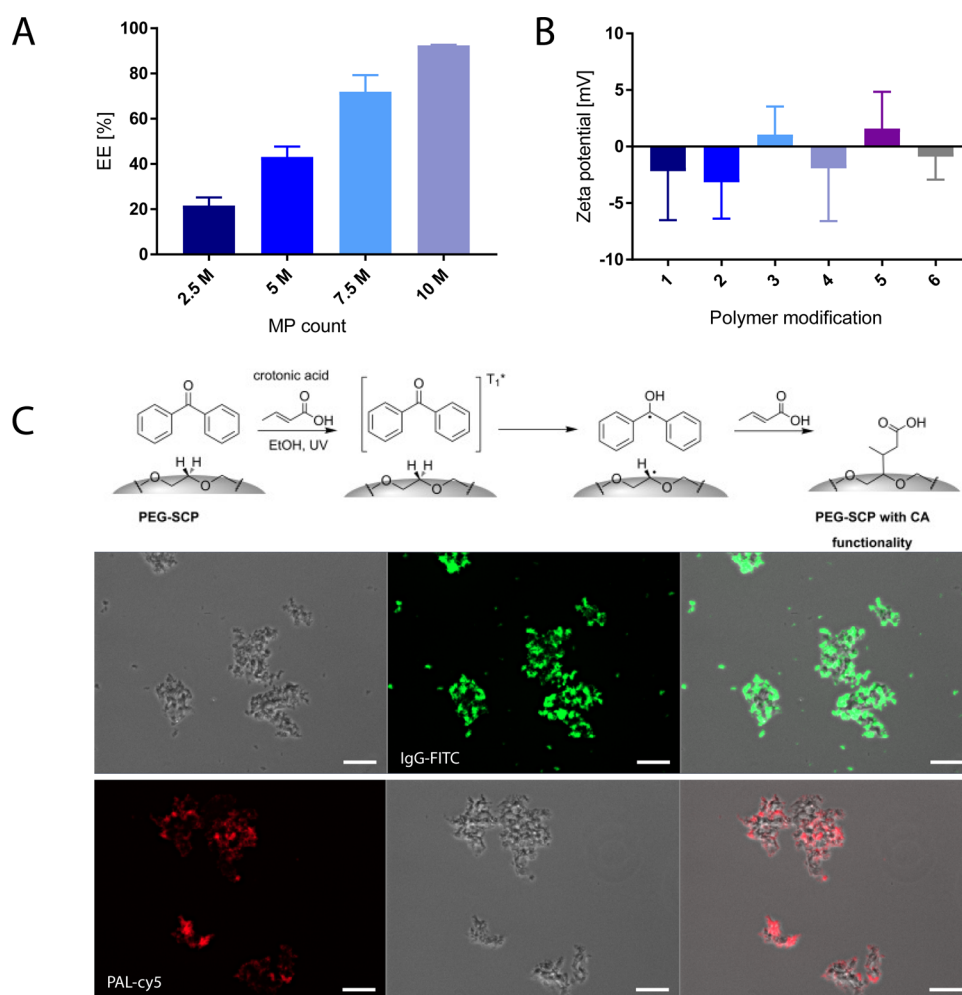 A
EE [%]
100
80
60
40
20
0
2.5 M
5 M
7.5 M
10 M
MP count
B
Zeta potential [mV]
10
5
0
-5
-10
1
2
3
4
5
6
Polymer modification
C
O
crotonic acid
O
OH
EtOH, UV
O
T₁*
OH
•
O
OH
O
OH
H H
O
O
H H
O
O
H •
O
O
O
O
PEG-SCP
PEG-SCP with CA
functionality
IgG-FITC
PAL-cy5